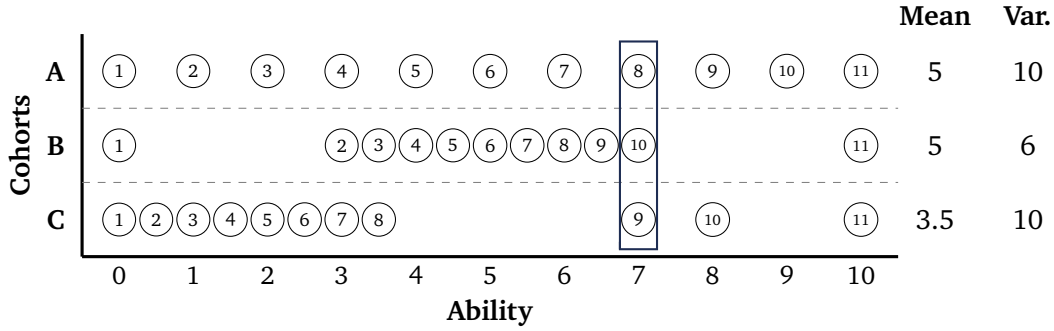 Mean Var.
A 1 2 3 4 5 6 7 8 9 10 11 5 10
B 1 2 3 4 5 6 7 8 9 10 11 5 6
C 1 2 3 4 5 6 7 8 9 10 11 3.5 10
Cohorts
0 1 2 3 4 5 6 7 8 9 10
Ability